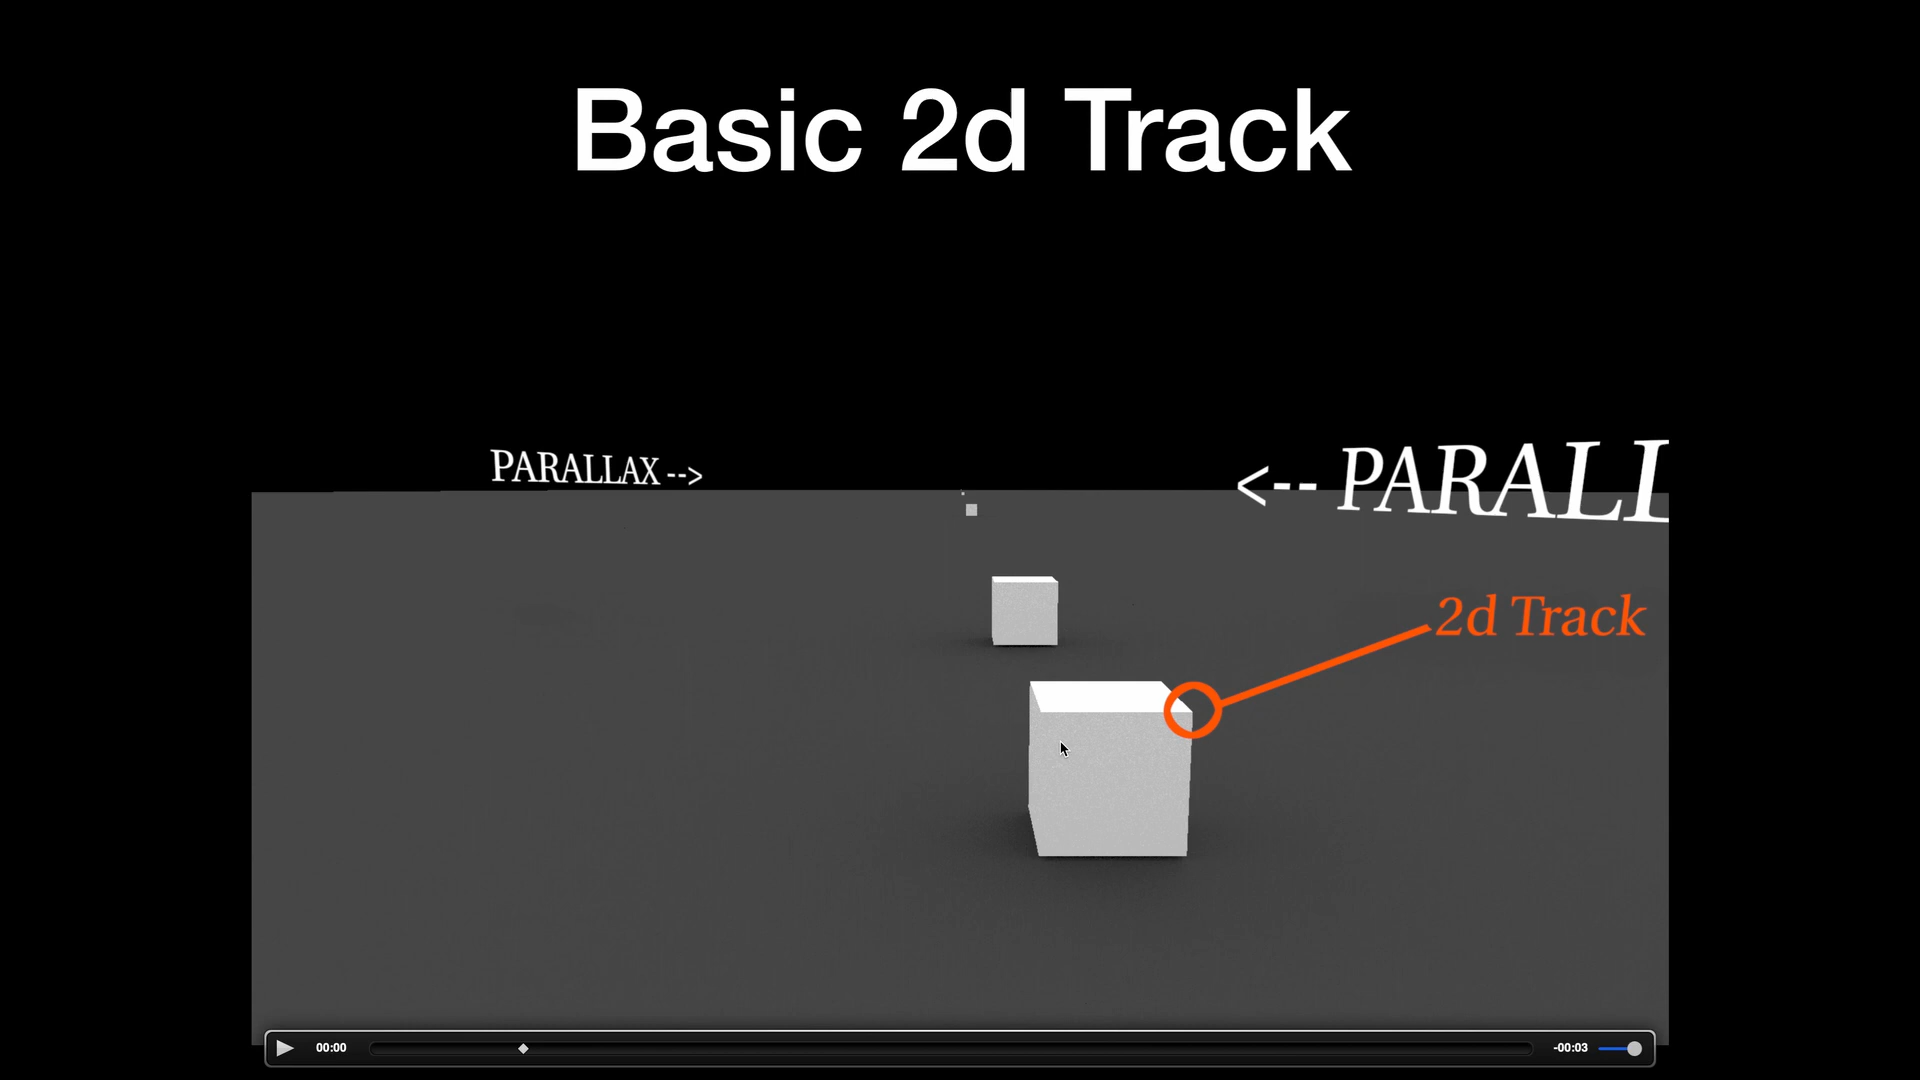 Basic 2d Track
PARALLAX -->
<-- PARALL
2d Track
00:00
-00:03